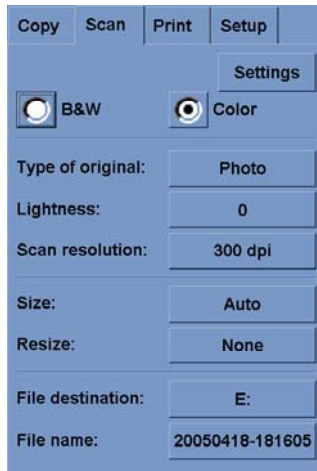 Copy Scan Print Setup
Settings
B&W Color
Type of original: Photo
Lightness: 0
Scan resolution: 300 dpi
Size: Auto
Resize: None
File destination: E:
File name: 20050418-181605